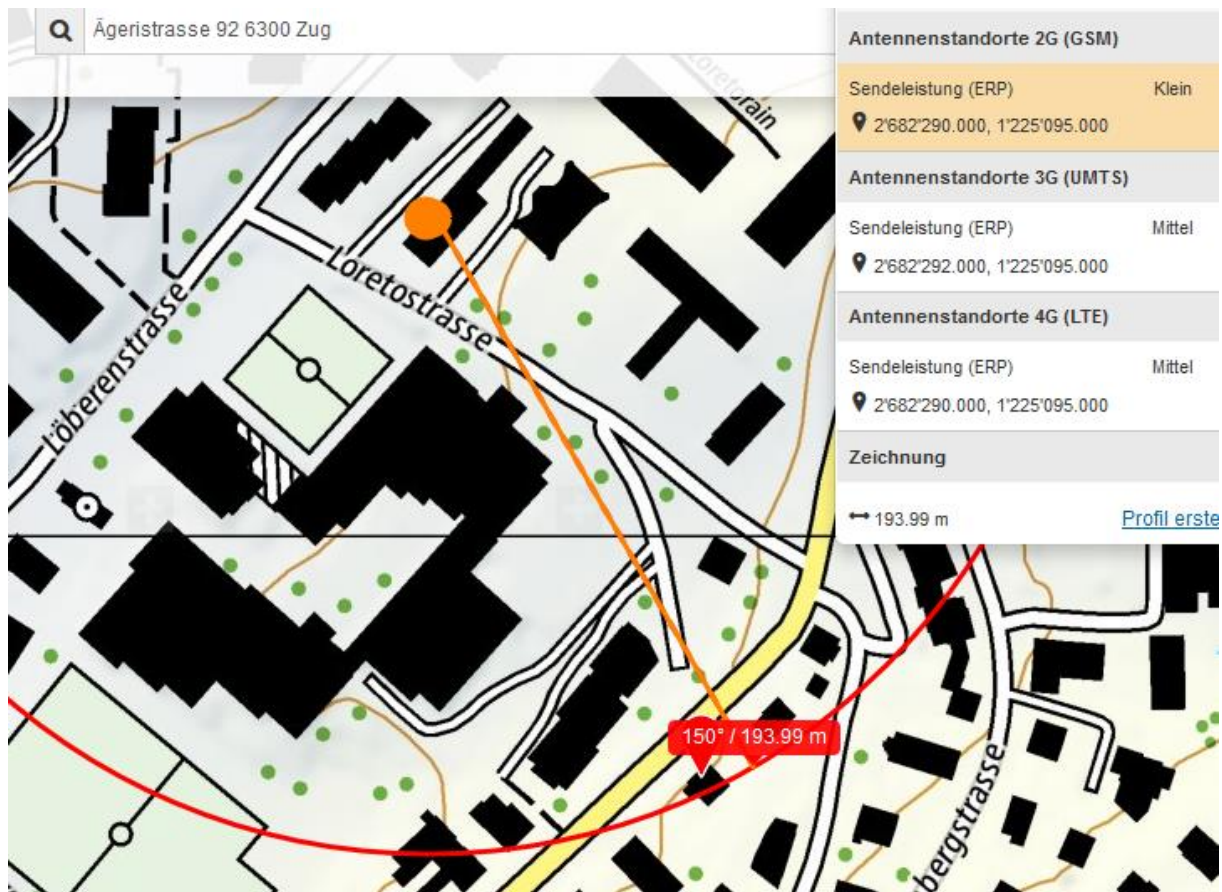 Ägeristrasse 92 6300 Zug
Antennenstandorte 2G (GSM)
Sendeleistung (ERP) Klein
2'682'290.000, 1'225'095.000
Antennenstandorte 3G (UMTS)
Sendeleistung (ERP) Mittel
2'682'292.000, 1'225'095.000
Antennenstandorte 4G (LTE)
Sendeleistung (ERP) Mittel
2'682'290.000, 1'225'095.000
Zeichnung
193.99 m Profil erste
Loretorain
Loretostrasse
Löberenstrasse
150° / 193.99 m
bergstrasse